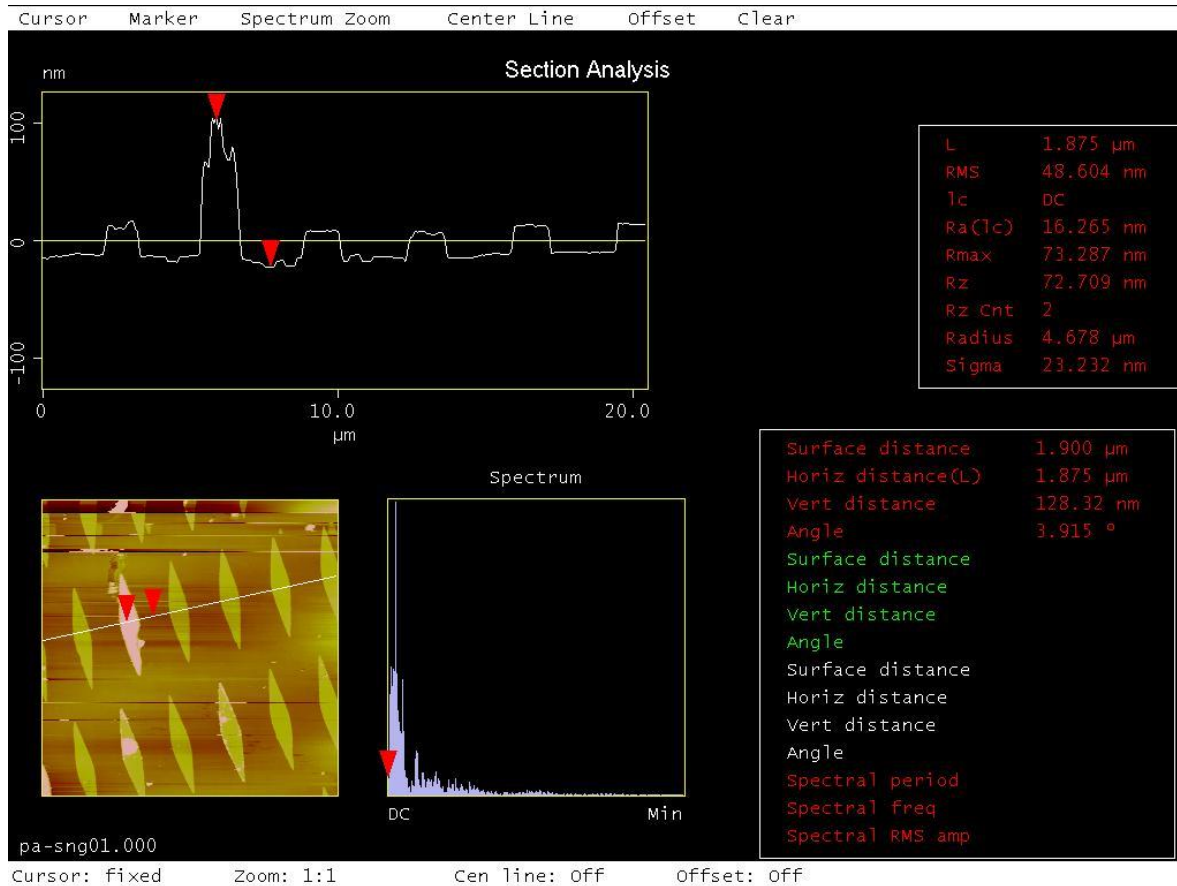 Cursor Marker Spectrum Zoom Center Line Offset Clear
Section Analysis
nm
100
0
-100
0 10.0 20.0
µm
L 1.875 µm
RMS 48.604 nm
lc DC
Ra(lc) 16.265 nm
Rmax 73.287 nm
Rz 72.709 nm
Rz Cnt 2
Radius 4.678 µm
Sigma 23.232 nm
Surface distance 1.900 µm
Horiz distance(L) 1.875 µm
Vert distance 128.32 nm
Angle 3.915 °
Surface distance
Horiz distance
Vert distance
Angle
Surface distance
Horiz distance
Vert distance
Angle
Spectral period
Spectral freq
Spectral RMS amp
Spectrum
DC Min
pa-sng01.000
Cursor: fixed Zoom: 1:1 Cen line: Off Offset: Off